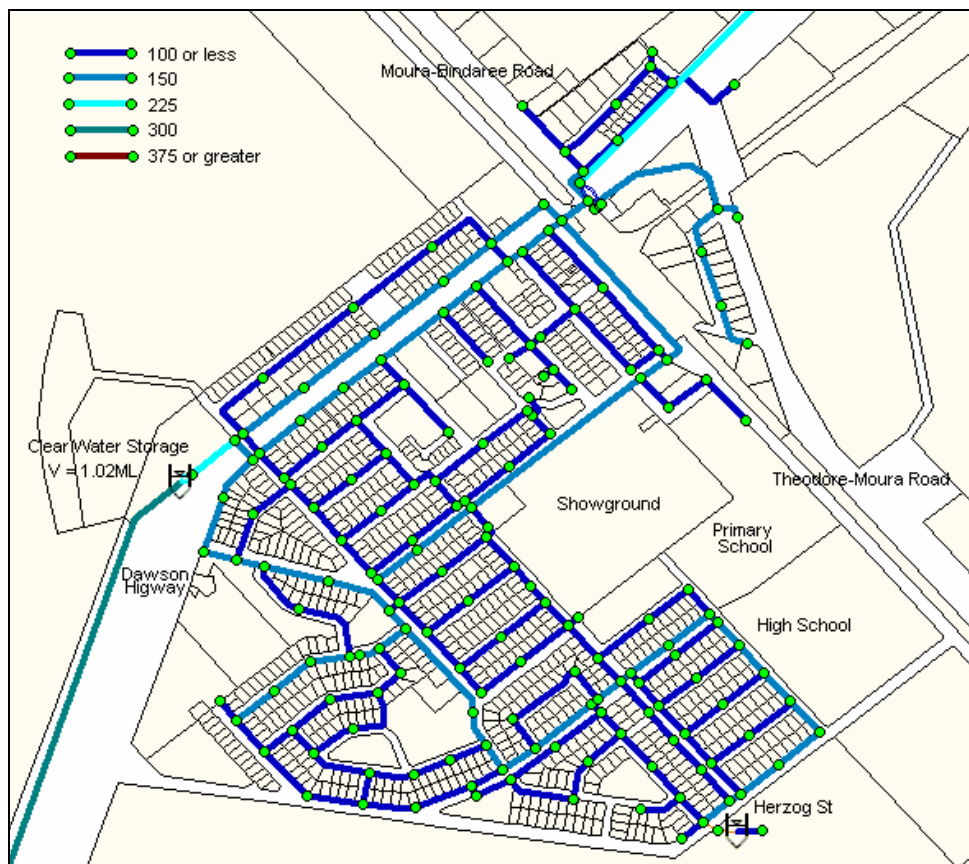 100 or less
150
225
300
375 or greater
Moura-Bindaree Road
Clear Water Storage
V = 1.02ML
Theodore-Moura Road
Showground
Primary
School
Dawson
Higway
High School
Herzog St